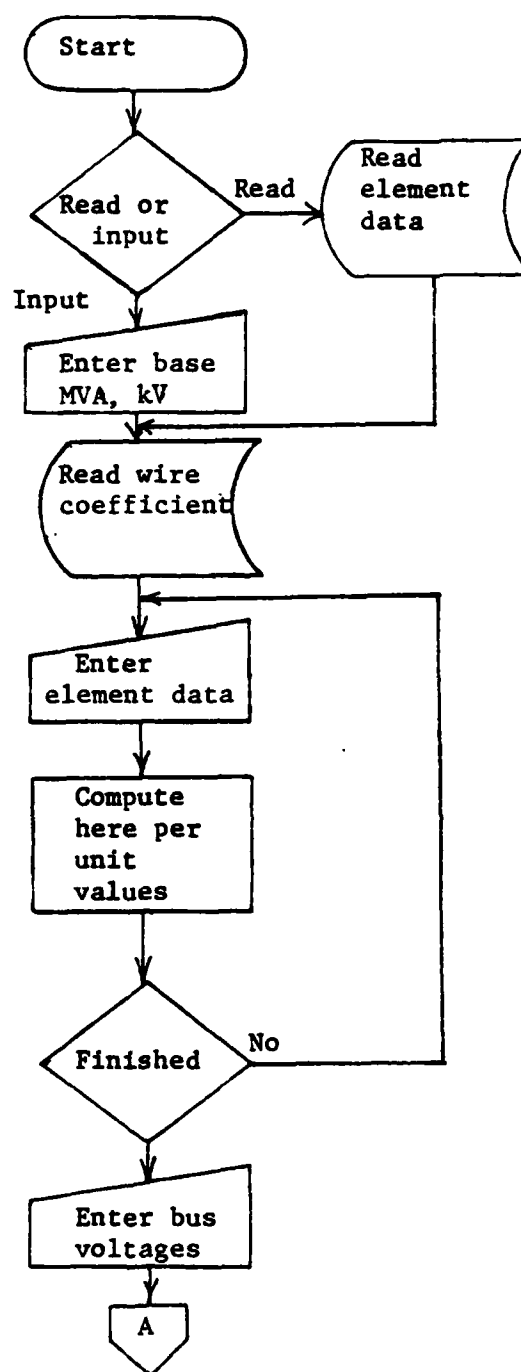 Start
Read or
input
Read
Read
element
data
Input
Enter base
MVA, kV
Read wire
coefficient
Enter
element data
Compute
here per
unit
values
Finished
No
Enter bus
voltages
A